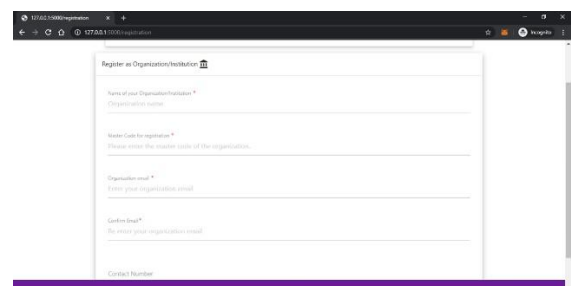 127.0.0.1:5000/registration
127.0.0.1:5000/registration
Incognito
Register as Organization/Institution
Name of your Organization/Institution *
Organization name
Master Code for registration *
Please enter the master code of the organization.
Organization email *
Enter your organization email
Confirm Email *
Re-enter your organization email
Contact Number